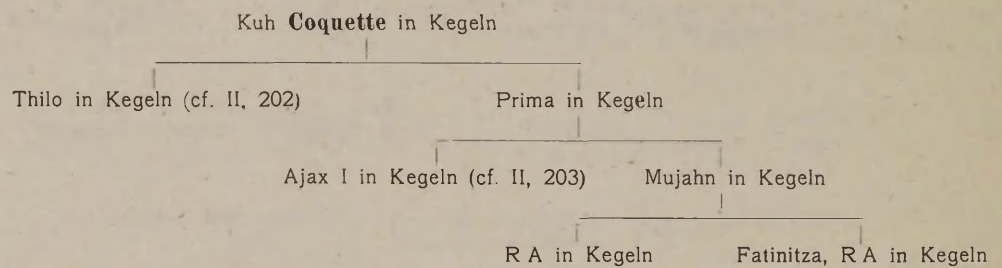 Kuh Coquette in Kegeln
Thilo in Kegeln (cf. II, 202) Prima in Kegeln
Ajax I in Kegeln (cf. II, 203) Mujahn in Kegeln
R A in Kegeln Fatinitza, R A in Kegeln